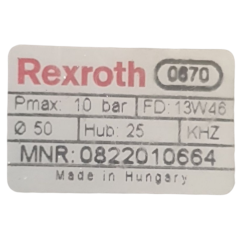 Rexroth 0670
Pmax: 10 bar FD: 13W46
Ø 50 Hub: 25 KHZ
MNR: 0822010664
Made in Hungary